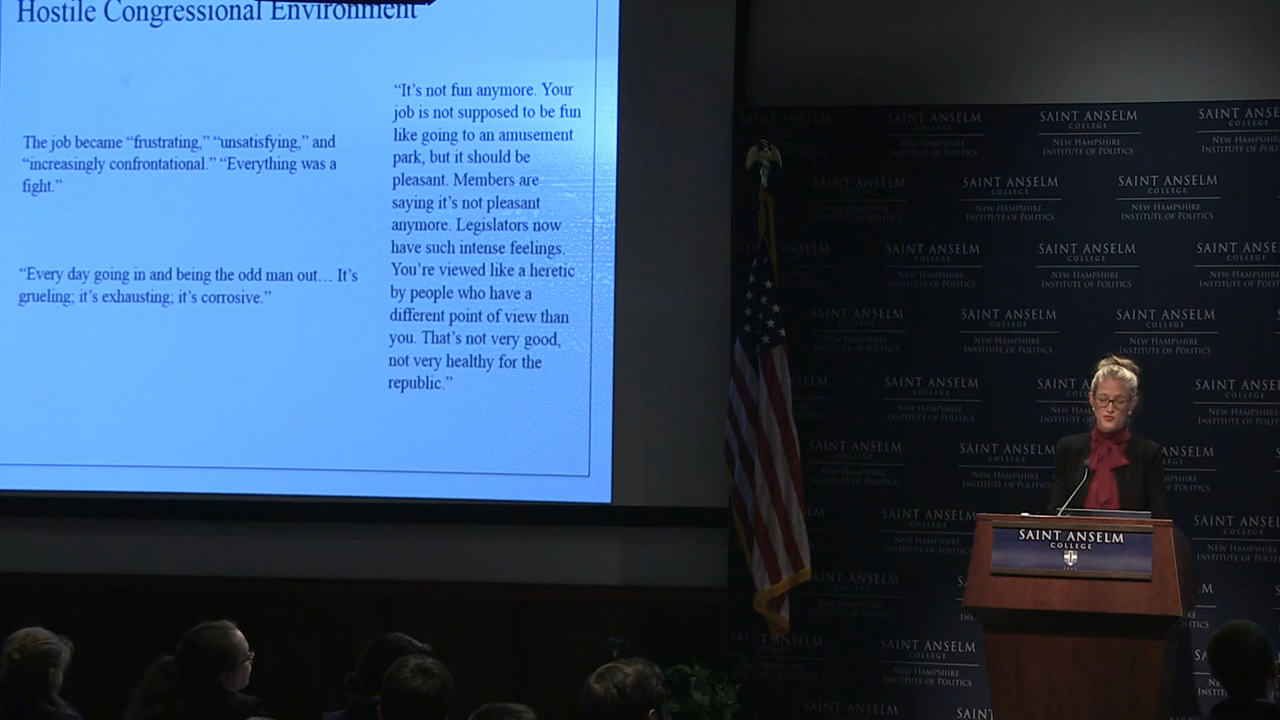 Hostile Congressional Environment
The job became “frustrating,” “unsatisfying,” and
“increasingly confrontational.” “Everything was a
fight.”
“Every day going in and being the odd man out… It’s
grueling; it’s exhausting; it’s corrosive.”
“It’s not fun anymore. Your
job is not supposed to be fun
like going to an amusement
park, but it should be
pleasant. Members are
saying it’s not pleasant
anymore. Legislators now
have such intense feelings.
You’re viewed like a heretic
by people who have a
different point of view than
you. That’s not very good,
not very healthy for the
republic.”
SAINT ANSELM
COLLEGE
NEW HAMPSHIRE
INSTITUTE OF POLITICS
SAINT ANSELM
COLLEGE